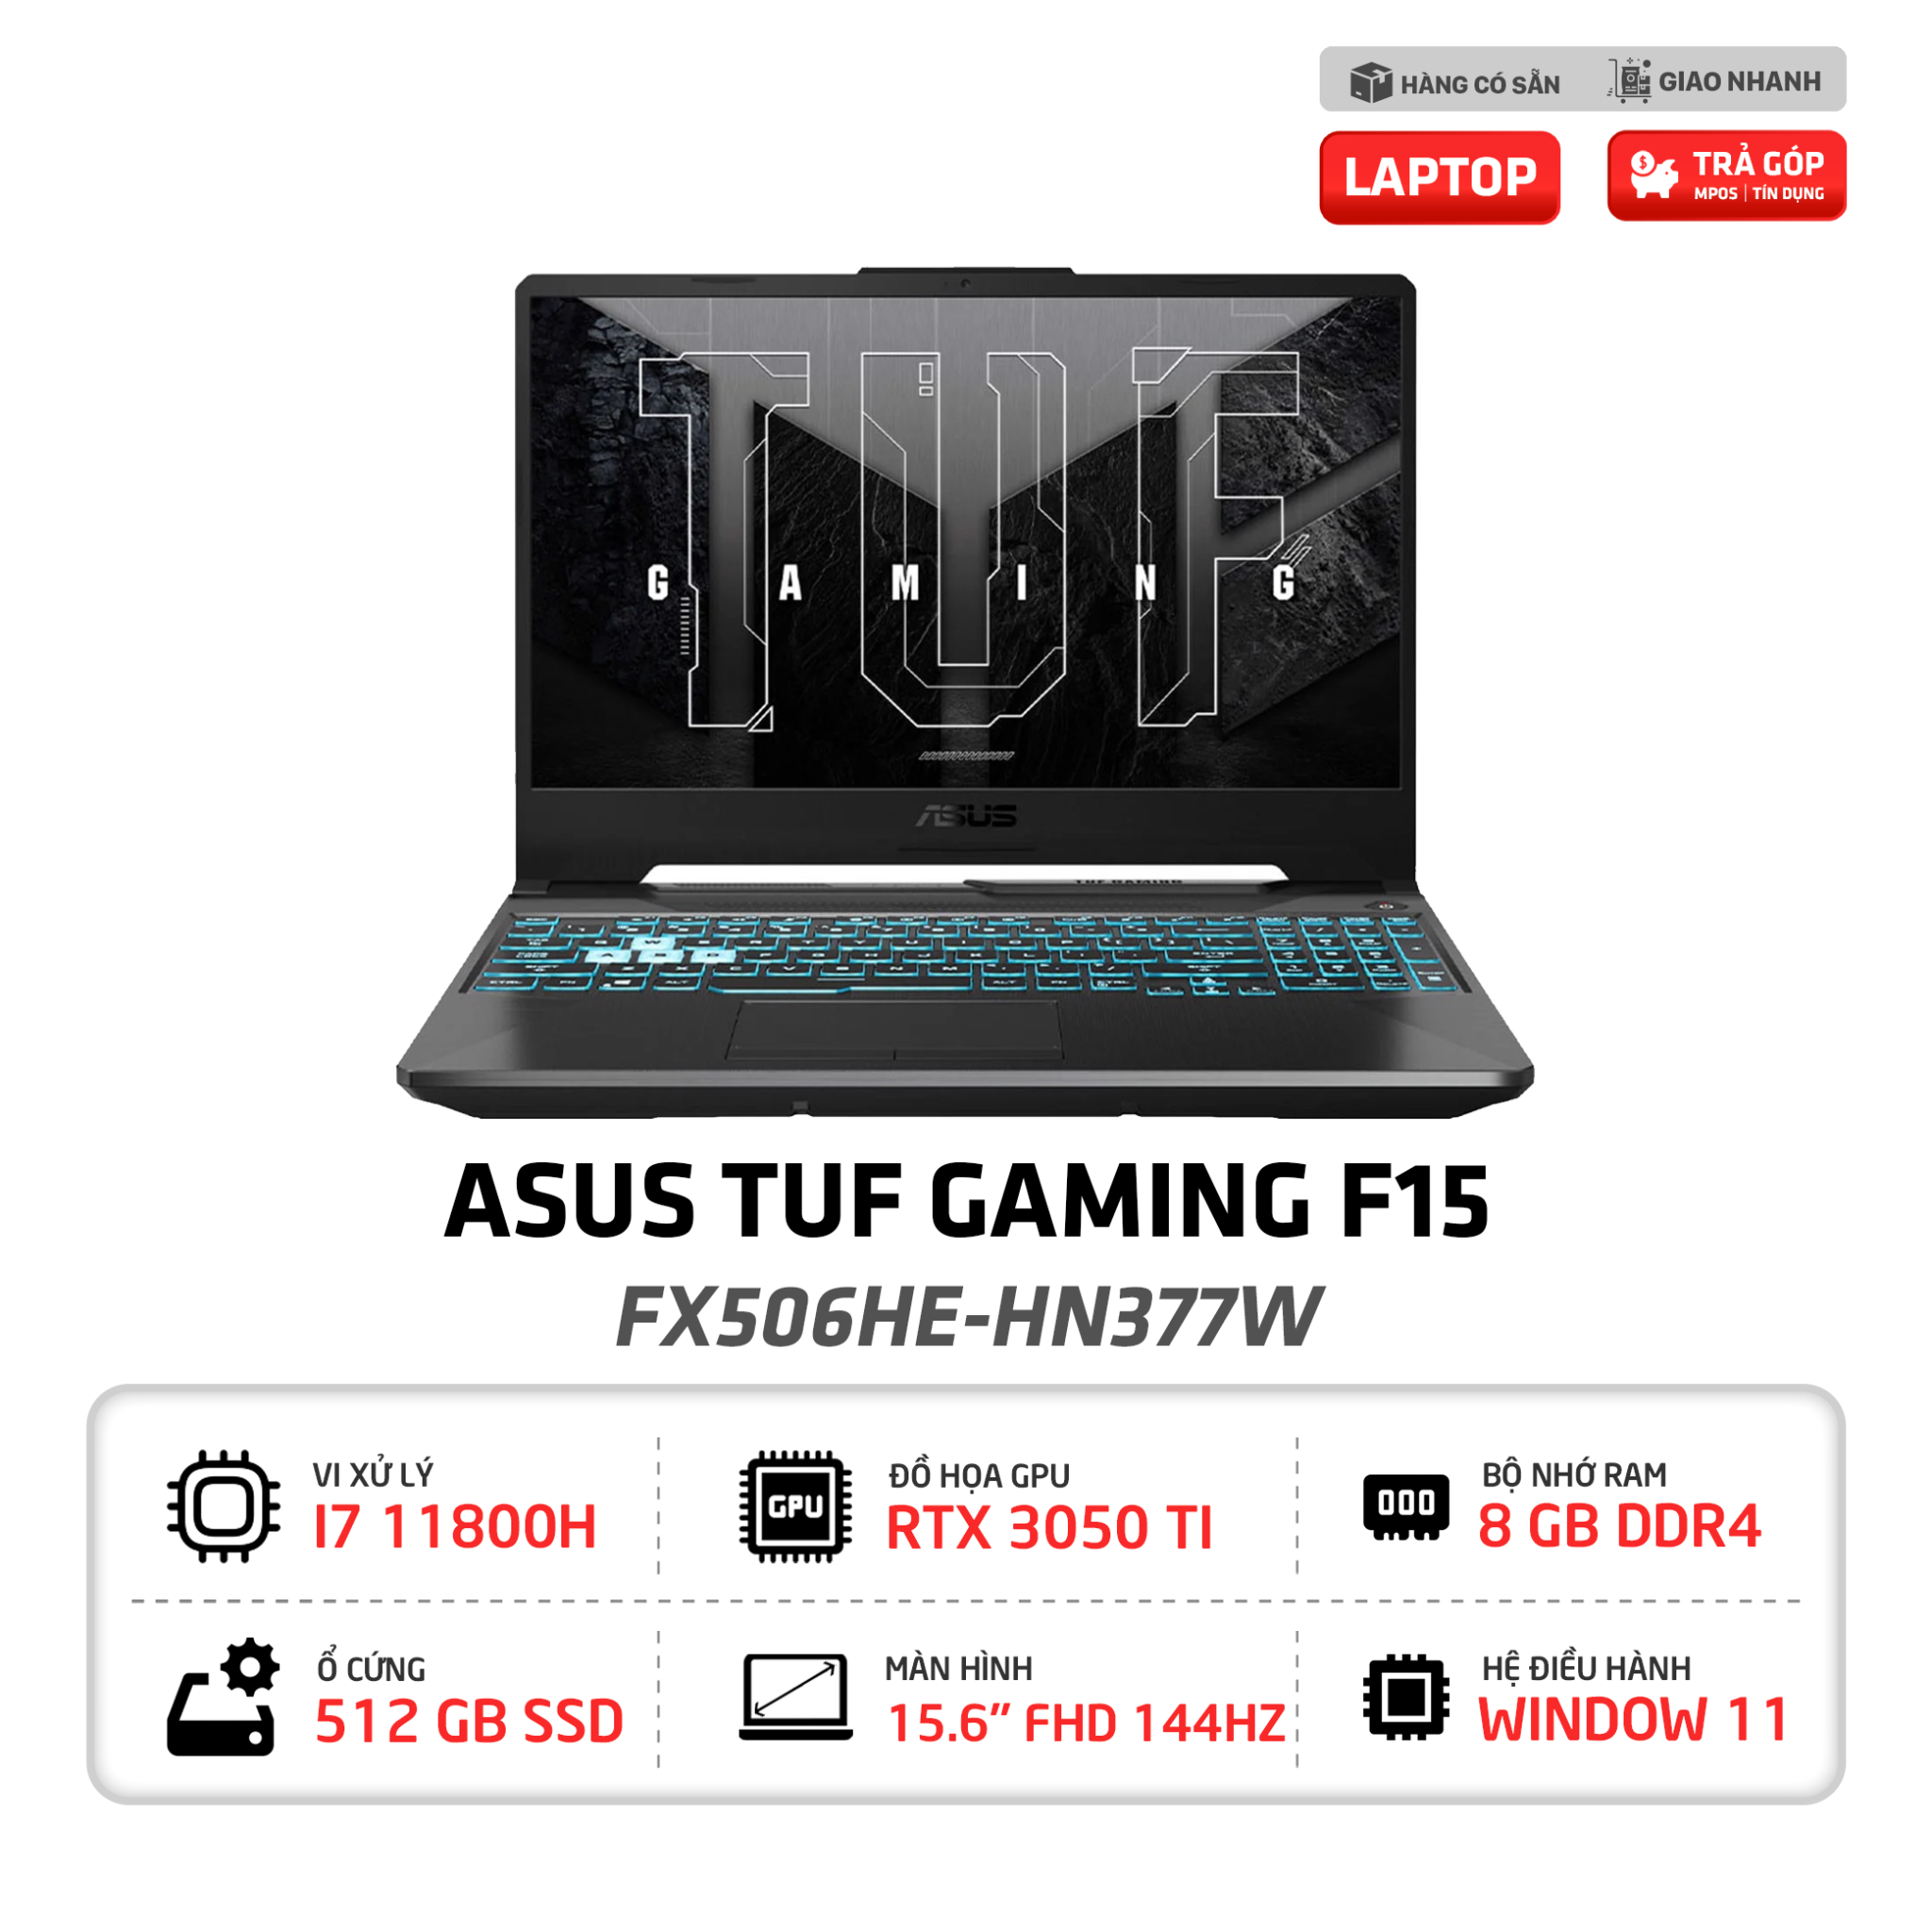 HÀNG CÓ SẴN
GIAO NHANH
LAPTOP
TRẢ GÓP
MPOS | TÍN DỤNG
TUF
GAMING
ASUS
TUF GAMING
ASUS TUF GAMING F15
FX506HE-HN377W
VI XỬ LÝ
I7 11800H
ĐỒ HỌA GPU
GPU
RTX 3050 TI
BỘ NHỚ RAM
8 GB DDR4
Ổ CỨNG
512 GB SSD
MÀN HÌNH
15.6” FHD 144HZ
HỆ ĐIỀU HÀNH
WINDOW 11